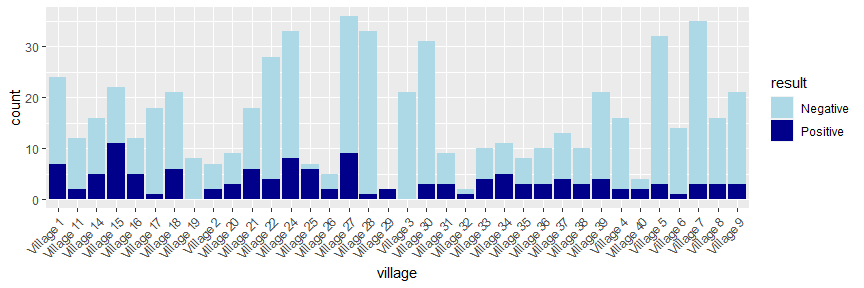 30
20
10
0
count
Village 1
Village 11
Village 14
Village 15
Village 16
Village 17
Village 18
Village 19
Village 2
Village 20
Village 21
Village 22
Village 24
Village 25
Village 26
Village 27
Village 28
Village 29
Village 3
Village 30
Village 31
Village 32
Village 33
Village 34
Village 35
Village 36
Village 37
Village 38
Village 39
Village 4
Village 40
Village 5
Village 6
Village 7
Village 8
Village 9
village
result
Negative
Positive